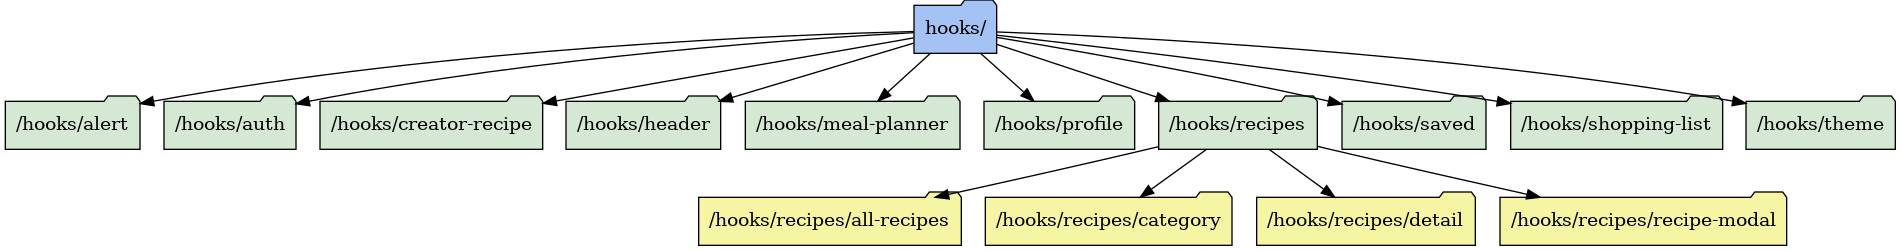 hooks/
/hooks/alert
/hooks/auth
/hooks/creator-recipe
/hooks/header
/hooks/meal-planner
/hooks/profile
/hooks/recipes
/hooks/saved
/hooks/shopping-list
/hooks/theme
/hooks/recipes/all-recipes
/hooks/recipes/category
/hooks/recipes/detail
/hooks/recipes/recipe-modal